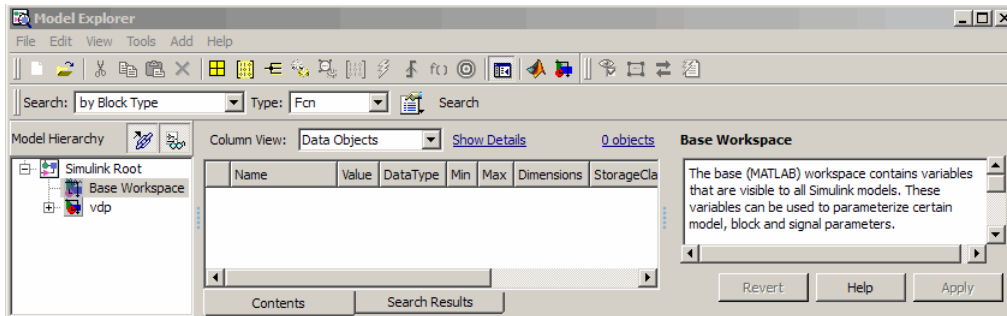 Model Explorer
File Edit View Tools Add Help
Search: by Block Type Type: Fcn Search
Model Hierarchy
Simulink Root
Base Workspace
vdp
Column View: Data Objects Show Details 0 objects
Name Value DataType Min Max Dimensions StorageCla
Contents Search Results
Base Workspace
The base (MATLAB) workspace contains variables
that are visible to all Simulink models. These
variables can be used to parameterize certain
model, block and signal parameters.
Revert Help Apply